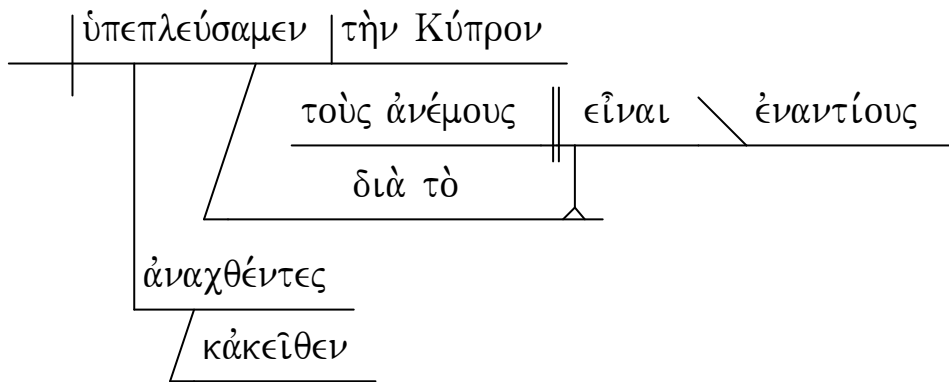 ὑπεπλεύσαμεν τὴν Κύπρον
τοὺς ἀνέμους εἶναι ἐναντίους
διὰ τὸ
ἀναχθέντες
κἀκεῖθεν